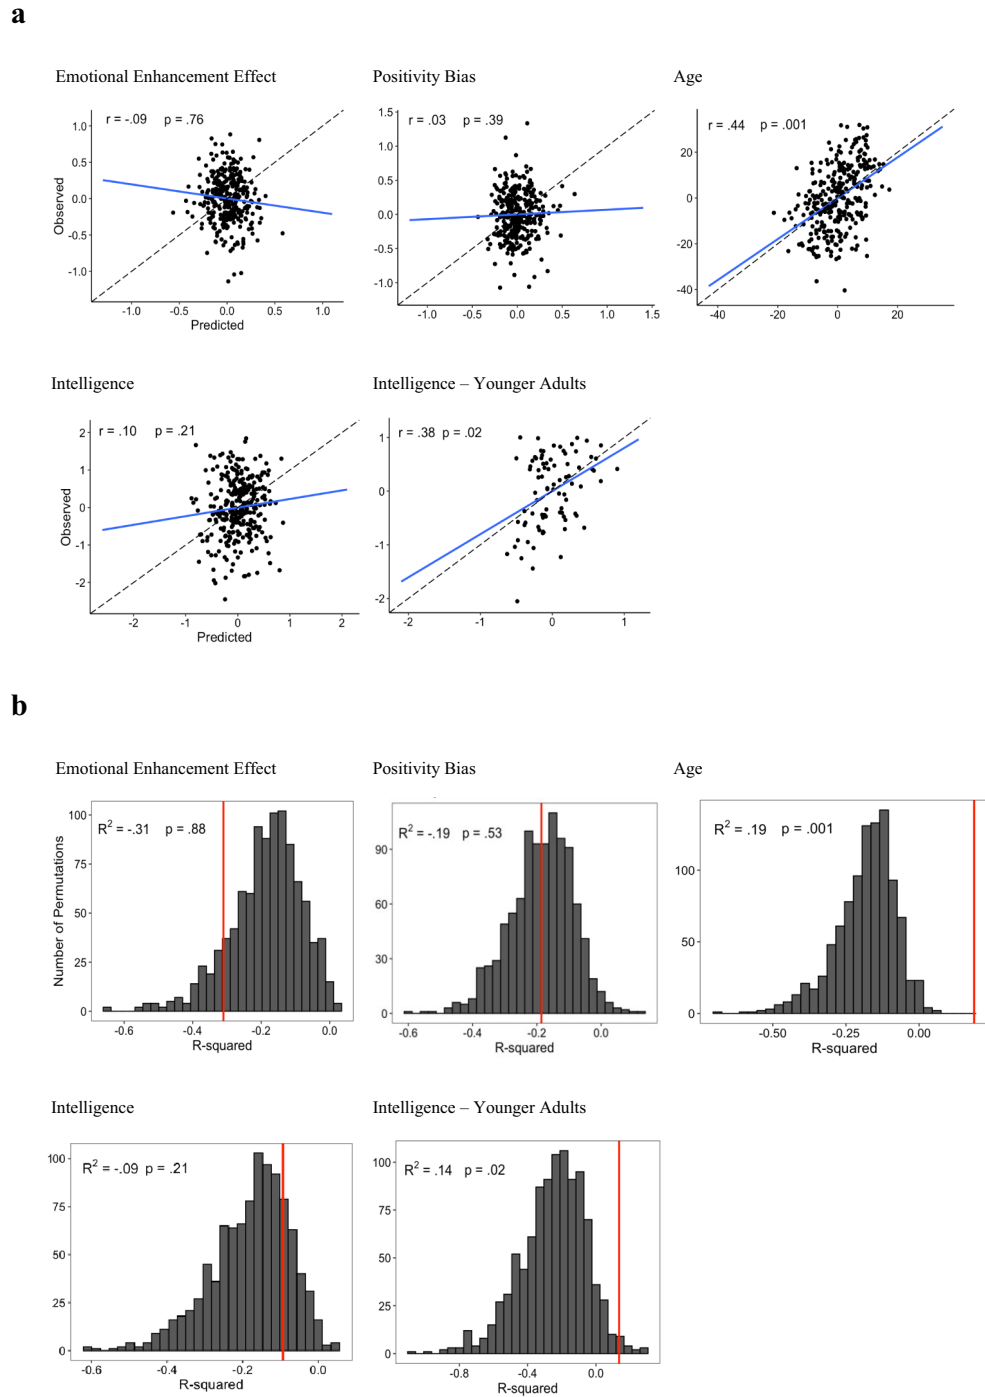 a
Emotional Enhancement Effect
Positivity Bias
Age
r = -.09 p = .76
r = .03 p = .39
r = .44 p = .001
1.0
0.5
0.0
-0.5
-1.0
Observed
-1.0 -0.5 0.0 0.5 1.0
Predicted
1.5
1.0
0.5
0.0
-0.5
-1.0
-1.0 -0.5 0.0 0.5 1.0 1.5
20
0
-20
-40
-40 -20 0 20
Intelligence
Intelligence – Younger Adults
r = .10 p = .21
r = .38 p = .02
2
1
0
-1
-2
Observed
-2 -1 0 1 2
Predicted
1
0
-1
-2
-2 -1 0 1
b
Emotional Enhancement Effect
Positivity Bias
Age
R2 = -.31 p = .88
R2 = -.19 p = .53
R2 = .19 p = .001
100
75
50
25
0
Number of Permutations
-0.6 -0.4 -0.2 0.0
R-squared
90
60
30
0
-0.6 -0.4 -0.2 0.0
R-squared
100
50
0
-0.50 -0.25 0.00
R-squared
Intelligence
Intelligence – Younger Adults
R2 = -.09 p = .21
R2 = .14 p = .02
100
75
50
25
0
-0.6 -0.4 -0.2 0.0
R-squared
100
75
50
25
0
-0.8 -0.4 0.0
R-squared